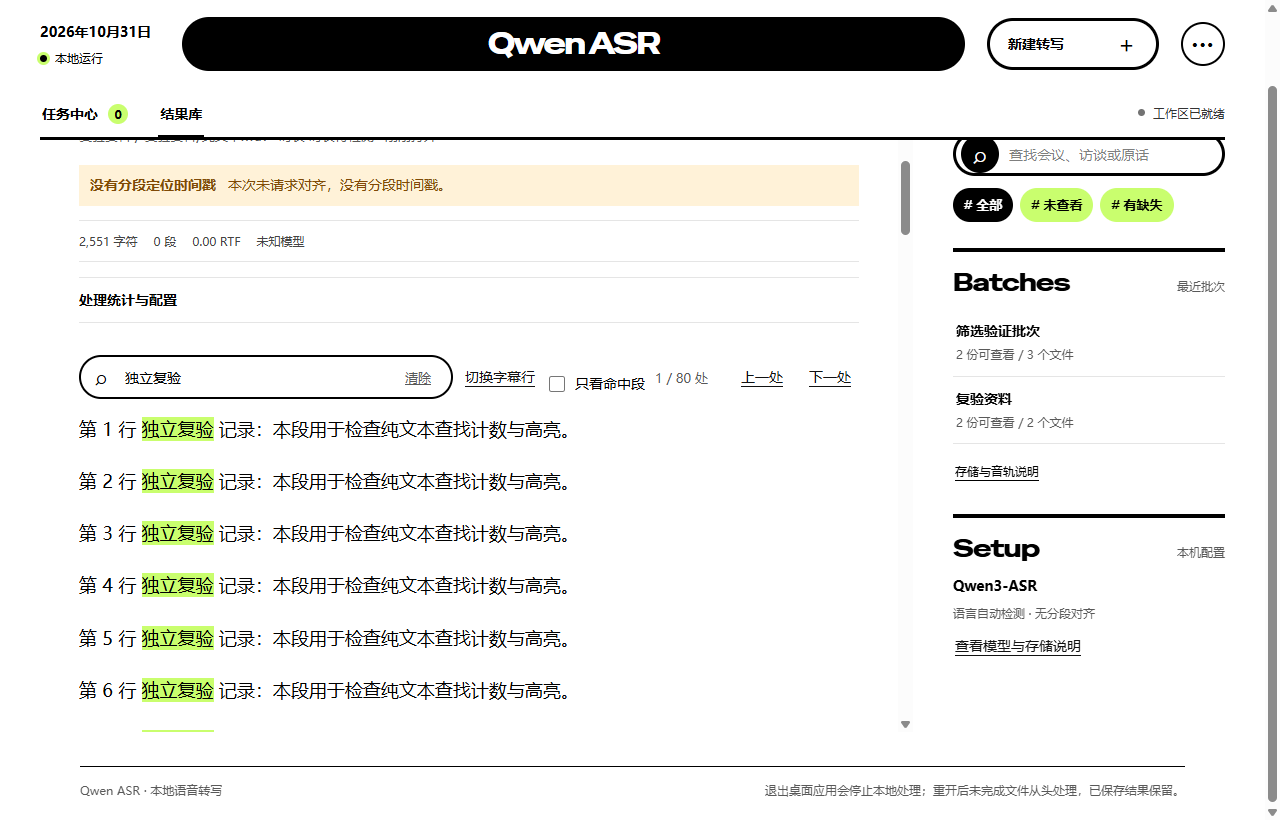 2026年10月31日
本地运行
Qwen ASR
新建转写 +
任务中心 0 结果库
工作区已就绪
没有分段定位时间戳 本次未请求对齐，没有分段时间戳。
2,551 字符 0 段 0.00 RTF 未知模型
处理统计与配置
独立复验 清除 切换字幕行 只看命中段 1 / 80 处 上一处 下一处
第 1 行 独立复验 记录：本段用于检查纯文本查找计数与高亮。
第 2 行 独立复验 记录：本段用于检查纯文本查找计数与高亮。
第 3 行 独立复验 记录：本段用于检查纯文本查找计数与高亮。
第 4 行 独立复验 记录：本段用于检查纯文本查找计数与高亮。
第 5 行 独立复验 记录：本段用于检查纯文本查找计数与高亮。
第 6 行 独立复验 记录：本段用于检查纯文本查找计数与高亮。
查找会议、访谈或原话
# 全部 # 未查看 # 有缺失
Batches 最近批次
筛选验证批次
2 份可查看 / 3 个文件
复验资料
2 份可查看 / 2 个文件
存储与音轨说明
Setup 本机配置
Qwen3-ASR
语言自动检测 · 无分段对齐
查看模型与存储说明
Qwen ASR · 本地语音转写
退出桌面应用会停止本地处理；重开后未完成文件从头处理，已保存结果保留。